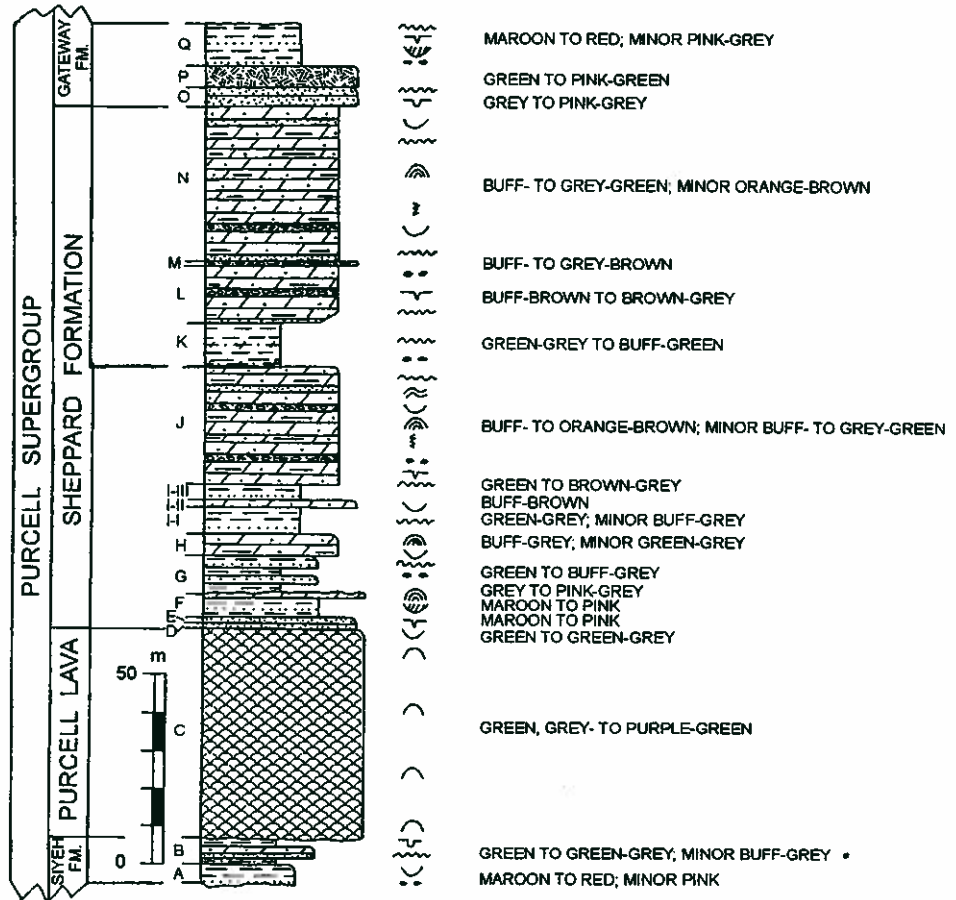 PURCELL SUPERGROUP
GATEWAY FM.
SHEPPARD FORMATION
PURCELL LAVA
SIYEH FM.
50 m
0
Q MAROON TO RED; MINOR PINK-GREY
P GREEN TO PINK-GREEN
O GREY TO PINK-GREY
N BUFF- TO GREY-GREEN; MINOR ORANGE-BROWN
M BUFF- TO GREY-BROWN
L BUFF-BROWN TO BROWN-GREY
K GREEN-GREY TO BUFF-GREEN
J BUFF- TO ORANGE-BROWN; MINOR BUFF- TO GREY-GREEN
I-III GREEN TO BROWN-GREY
I-II BUFF-BROWN
I-I GREEN-GREY; MINOR BUFF-GREY
H BUFF-GREY; MINOR GREEN-GREY
G GREEN TO BUFF-GREY
F GREY TO PINK-GREY
MAROON TO PINK
E MAROON TO PINK
D GREEN TO GREEN-GREY
C GREEN, GREY- TO PURPLE-GREEN
B GREEN TO GREEN-GREY; MINOR BUFF-GREY
A MAROON TO RED; MINOR PINK